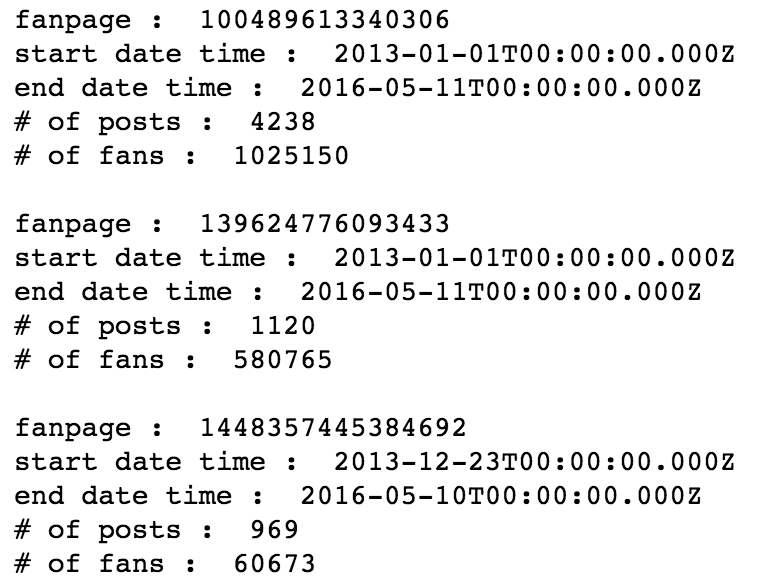 fanpage :  100489613340306
start date time :  2013-01-01T00:00:00.000Z
end date time :  2016-05-11T00:00:00.000Z
# of posts :  4238
# of fans :  1025150
fanpage :  139624776093433
start date time :  2013-01-01T00:00:00.000Z
end date time :  2016-05-11T00:00:00.000Z
# of posts :  1120
# of fans :  580765
fanpage :  1448357445384692
start date time :  2013-12-23T00:00:00.000Z
end date time :  2016-05-10T00:00:00.000Z
# of posts :  969
# of fans :  60673